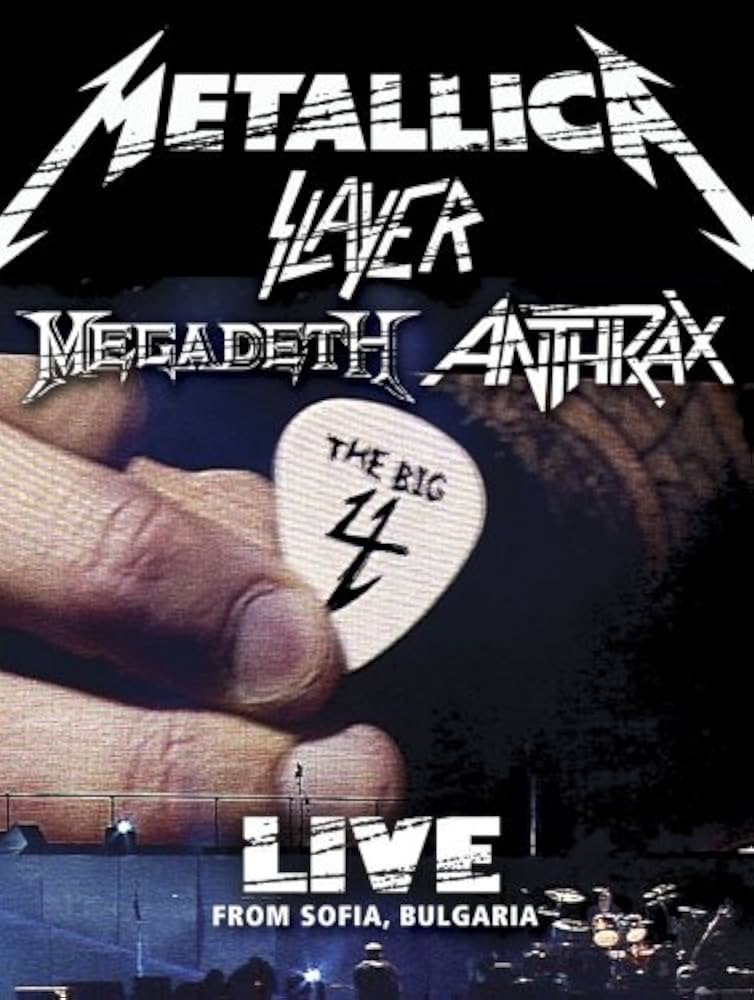 METALLICA
SLAYER
MEGADETH ANTHRAX
THE BIG
4
LIVE
FROM SOFIA, BULGARIA